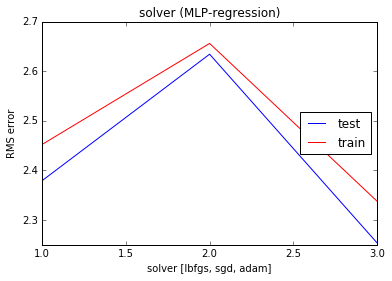 solver (MLP-regression)
2.7
2.6
2.5
2.4
2.3
RMS error
test
train
1.0 1.5 2.0 2.5 3.0
solver [lbfgs, sgd, adam]